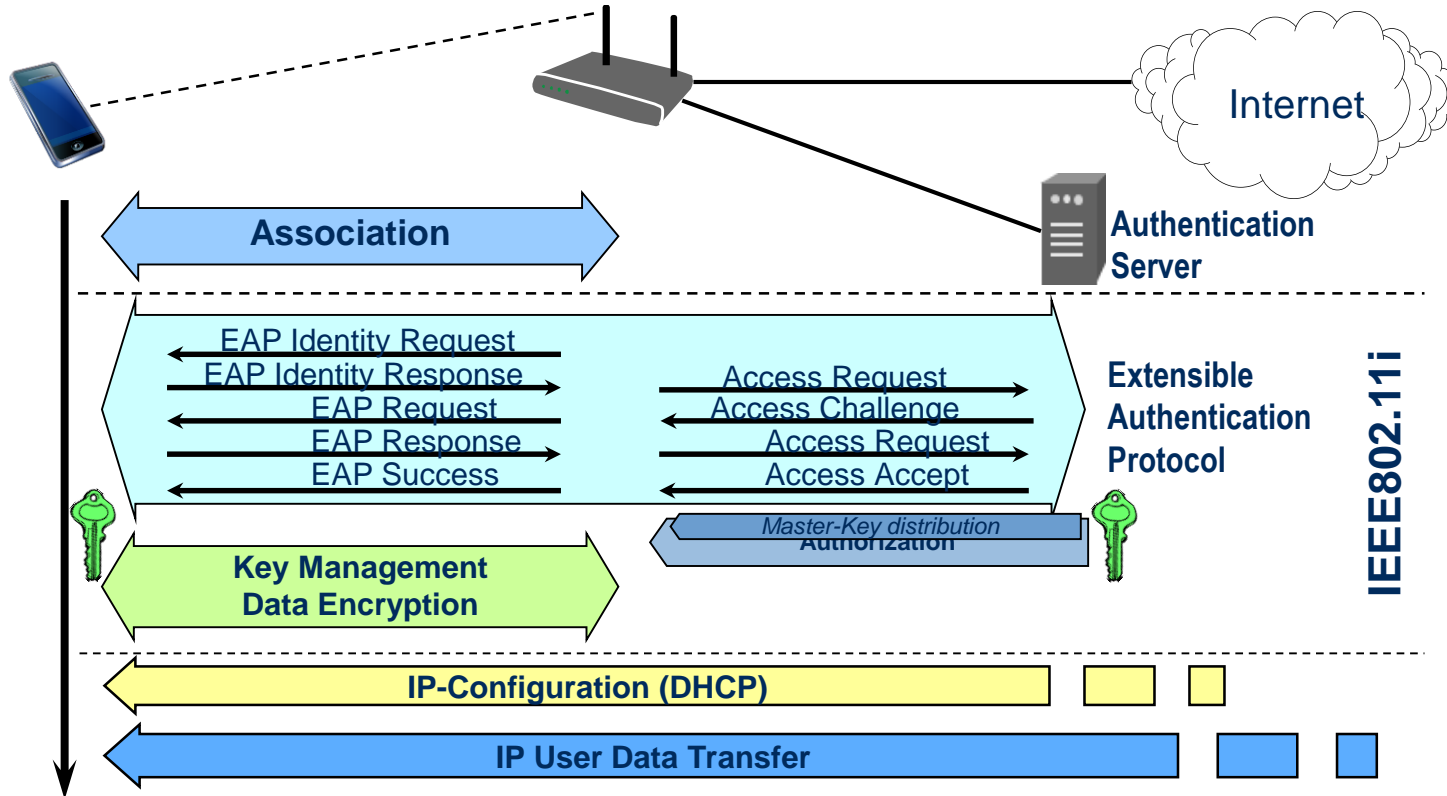 Internet
Association
Authentication
Server
EAP Identity Request
EAP Identity Response
Access Request
EAP Request
Access Challenge
EAP Response
Access Request
EAP Success
Access Accept
Extensible
Authentication
Protocol
IEEE802.11i
Master-Key distribution
Authorization
Key Management
Data Encryption
IP-Configuration (DHCP)
IP User Data Transfer